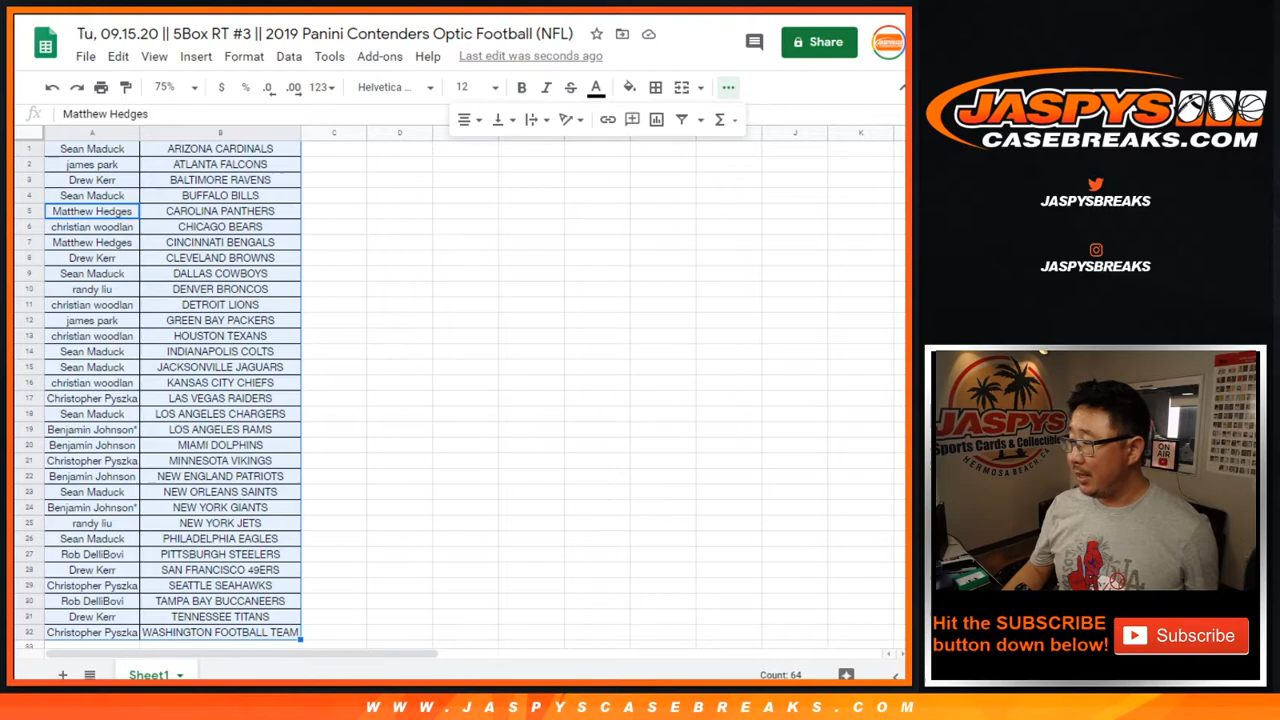 Tu, 09.15.20 || 5Box RT #3 || 2019 Panini Contenders Optic Football (NFL)
File Edit View Insert Format Data Tools Add-ons Help Last edit was seconds ago
Share
75% $ % .0 .00 123 Helvetica ... 12 B I S A
fx Matthew Hedges
A B C D E F G H I J K
1 Sean Maduck ARIZONA CARDINALS
2 james park ATLANTA FALCONS
3 Drew Kerr BALTIMORE RAVENS
4 Sean Maduck BUFFALO BILLS
5 Matthew Hedges CAROLINA PANTHERS
6 christian woodlan CHICAGO BEARS
7 Matthew Hedges CINCINNATI BENGALS
8 Drew Kerr CLEVELAND BROWNS
9 Sean Maduck DALLAS COWBOYS
10 randy liu DENVER BRONCOS
11 christian woodlan DETROIT LIONS
12 james park GREEN BAY PACKERS
13 christian woodlan HOUSTON TEXANS
14 Sean Maduck INDIANAPOLIS COLTS
15 Sean Maduck JACKSONVILLE JAGUARS
16 christian woodlan KANSAS CITY CHIEFS
17 Christopher Pyszka LAS VEGAS RAIDERS
18 Sean Maduck LOS ANGELES CHARGERS
19 Benjamin Johnson* LOS ANGELES RAMS
20 Benjamin Johnson MIAMI DOLPHINS
21 Christopher Pyszka MINNESOTA VIKINGS
22 Benjamin Johnson NEW ENGLAND PATRIOTS
23 Sean Maduck NEW ORLEANS SAINTS
24 Benjamin Johnson* NEW YORK GIANTS
25 randy liu NEW YORK JETS
26 Sean Maduck PHILADELPHIA EAGLES
27 Rob DelliBovi PITTSBURGH STEELERS
28 Drew Kerr SAN FRANCISCO 49ERS
29 Christopher Pyszka SEATTLE SEAHAWKS
30 Rob DelliBovi TAMPA BAY BUCCANEERS
31 Drew Kerr TENNESSEE TITANS
32 Christopher Pyszka WASHINGTON FOOTBALL TEAM
33
Sheet1
Count: 64
JASPYS
CASEBREAKS.COM
JASPYSBREAKS
JASPYSBREAKS
JASPYS
Sports Cards & Collectibles
HERMOSA BEACH CA
ON AIR
Hit the SUBSCRIBE
button down below!
Subscribe
WWW.JASPYSCASEBREAKS.COM